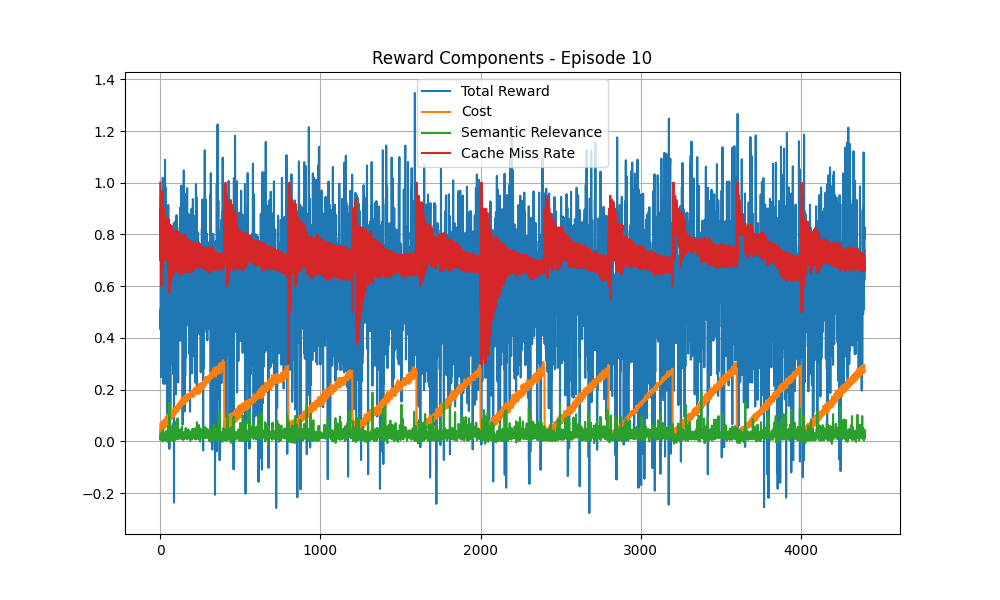 Reward Components - Episode 10
1.4
1.2
1.0
0.8
0.6
0.4
0.2
0.0
−0.2
Total Reward
Cost
Semantic Relevance
Cache Miss Rate
0
1000
2000
3000
4000